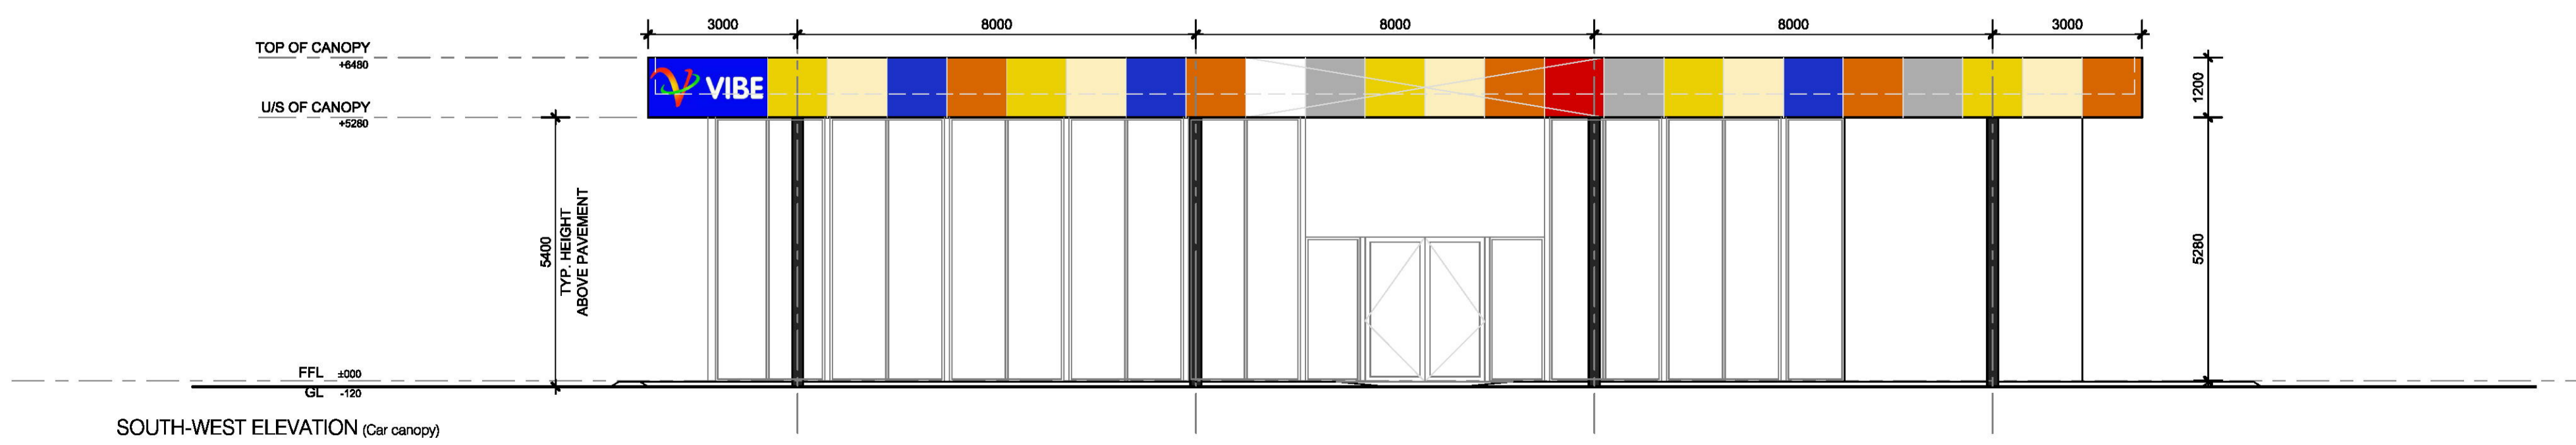 3000 8000 8000 8000 3000
TOP OF CANOPY
+6480
VIBE
1200
U/S OF CANOPY
+5280
5400
TYP. HEIGHT
ABOVE PAVEMENT
5280
FFL ±000
GL -120
SOUTH-WEST ELEVATION (Car canopy)